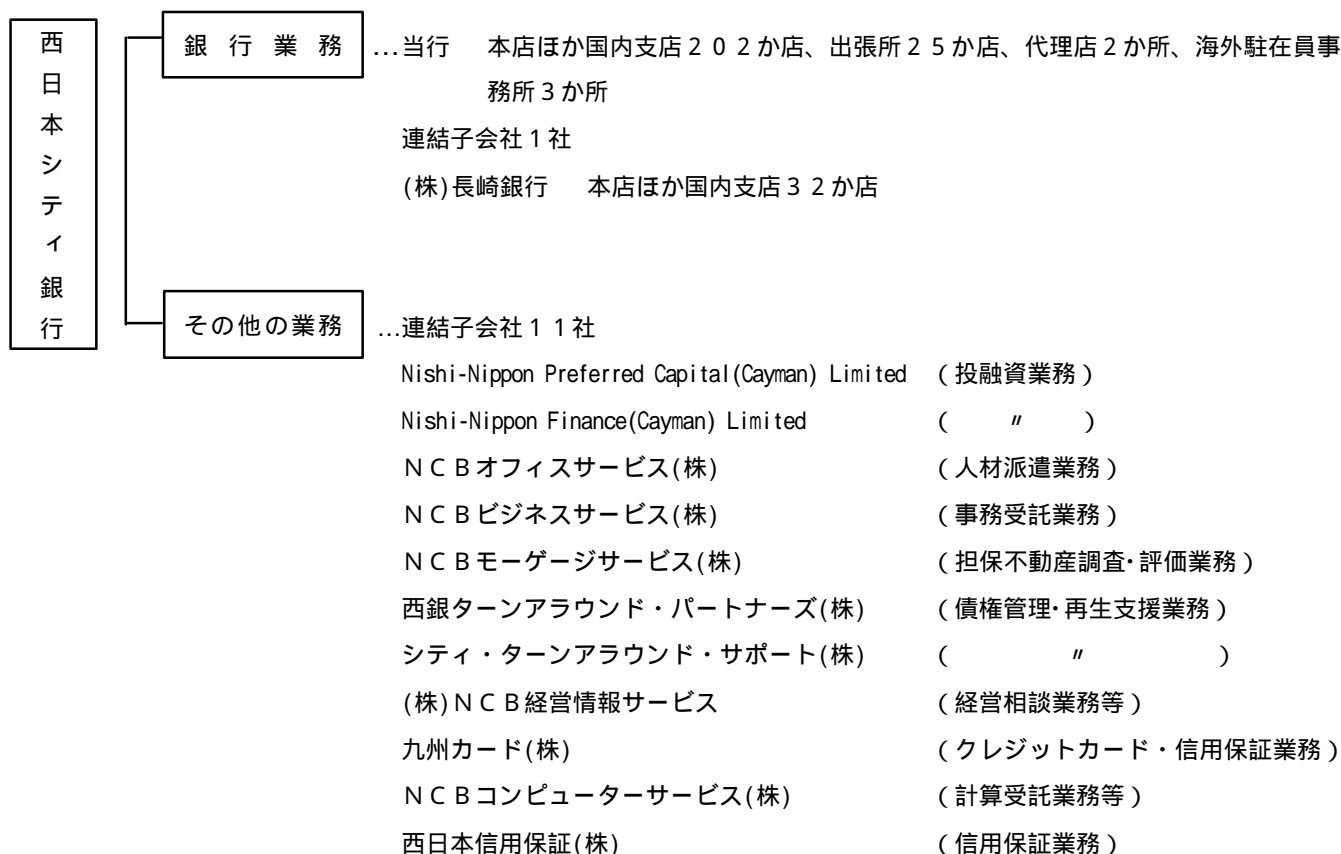 西日本シティ銀行
銀行業務 …当行 本店ほか国内支店202か店、出張所25か店、代理店2か所、海外駐在員事
務所3か所
連結子会社1社
(株)長崎銀行 本店ほか国内支店32か店
その他の業務 …連結子会社11社
Nishi-Nippon Preferred Capital(Cayman) Limited (投融資業務)
Nishi-Nippon Finance(Cayman) Limited ( 〃 )
NCBオフィスサービス(株) (人材派遣業務)
NCBビジネスサービス(株) (事務受託業務)
NCBモーゲージサービス(株) (担保不動産調査・評価業務)
西銀ターンアラウンド・パートナーズ(株) (債権管理・再生支援業務)
シティ・ターンアラウンド・サポート(株) ( 〃 )
(株)NCB経営情報サービス (経営相談業務等)
九州カード(株) (クレジットカード・信用保証業務)
NCBコンピューターサービス(株) (計算受託業務等)
西日本信用保証(株) (信用保証業務)